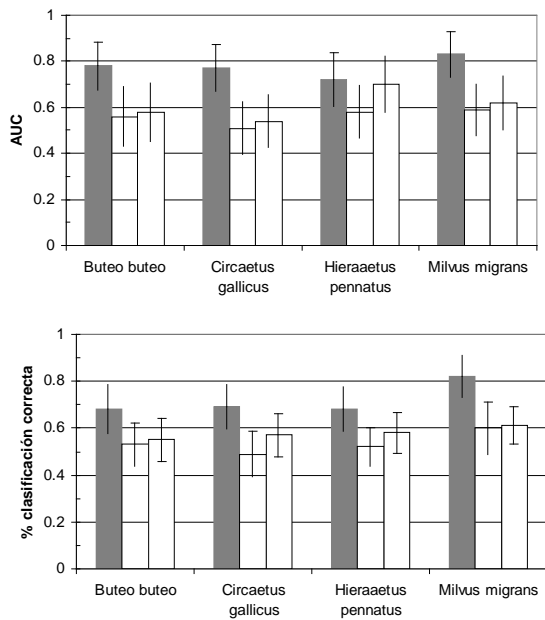 1
0.8
0.6
0.4
0.2
0
AUC
Buteo buteo
Circaetus
gallicus
Hieraaetus
pennatus
Milvus migrans
1
0.8
0.6
0.4
0.2
0
% clasificación correcta
Buteo buteo
Circaetus
gallicus
Hieraaetus
pennatus
Milvus migrans